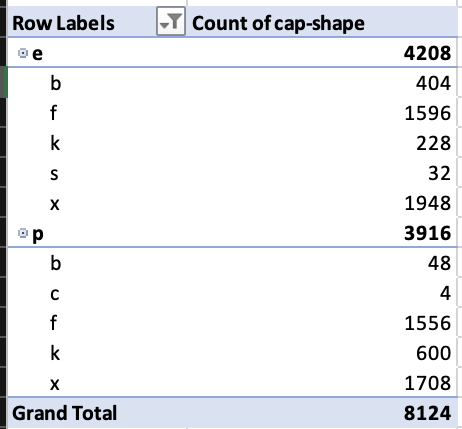 Row Labels Count of cap-shape
e 4208
b 404
f 1596
k 228
s 32
x 1948
p 3916
b 48
c 4
f 1556
k 600
x 1708
Grand Total 8124